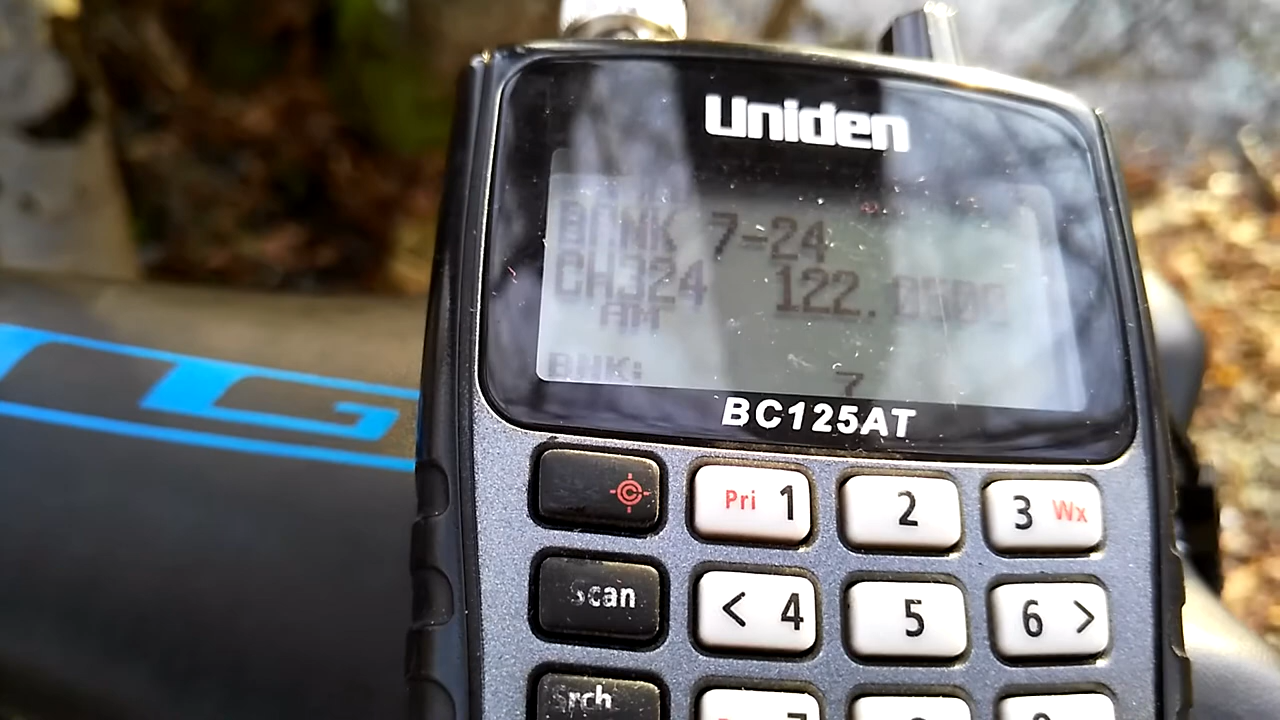 Uniden
BANK 7-24
CH324 122.
AM
BNK: 7
BC125AT
Pri 1
2
3 Wx
Scan
< 4
5
6 >
Srch
7